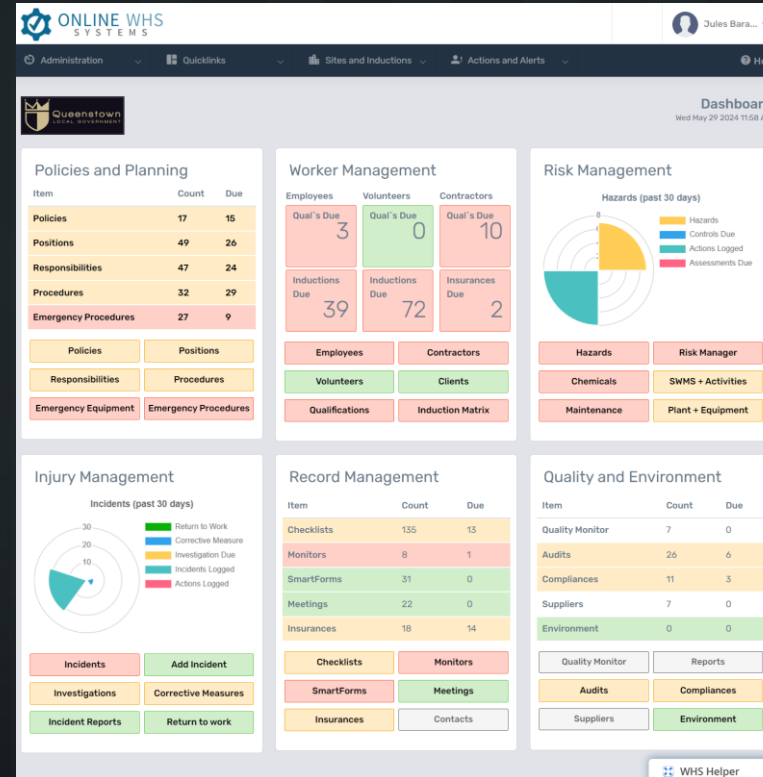 ONLINE WHS
SYSTEMS
Jules Bara...
Administration
Quicklinks
Sites and Inductions
Actions and Alerts
Queenstown
LOCAL GOVERNMENT
Dashboar
Wed May 29 2024 11:58 A
Policies and Planning
Item Count Due
Policies 17 15
Positions 49 26
Responsibilities 47 24
Procedures 32 29
Emergency Procedures 27 9
Policies Positions
Responsibilities Procedures
Emergency Equipment Emergency Procedures
Worker Management
Employees Volunteers Contractors
Qual`s Due Qual`s Due Qual`s Due
3 0 10
Inductions Inductions Insurances
Due Due Due
39 72 2
Employees Contractors
Volunteers Clients
Qualifications Induction Matrix
Risk Management
Hazards (past 30 days)
8
Hazards
Controls Due
Actions Logged
Assessments Due
Hazards Risk Manager
Chemicals SWMS + Activities
Maintenance Plant + Equipment
Injury Management
Incidents (past 30 days)
30
20
10
Return to Work
Corrective Measure
Investigation Due
Incidents Logged
Actions Logged
Incidents Add Incident
Investigations Corrective Measures
Incident Reports Return to work
Record Management
Item Count Due
Checklists 135 13
Monitors 8 1
SmartForms 31 0
Meetings 22 0
Insurances 18 14
Checklists Monitors
SmartForms Meetings
Insurances Contacts
Quality and Environment
Item Count Due
Quality Monitor 7 0
Audits 26 6
Compliances 11 3
Suppliers 7 0
Environment 0 0
Quality Monitor Reports
Audits Compliances
Suppliers Environment
WHS Helper